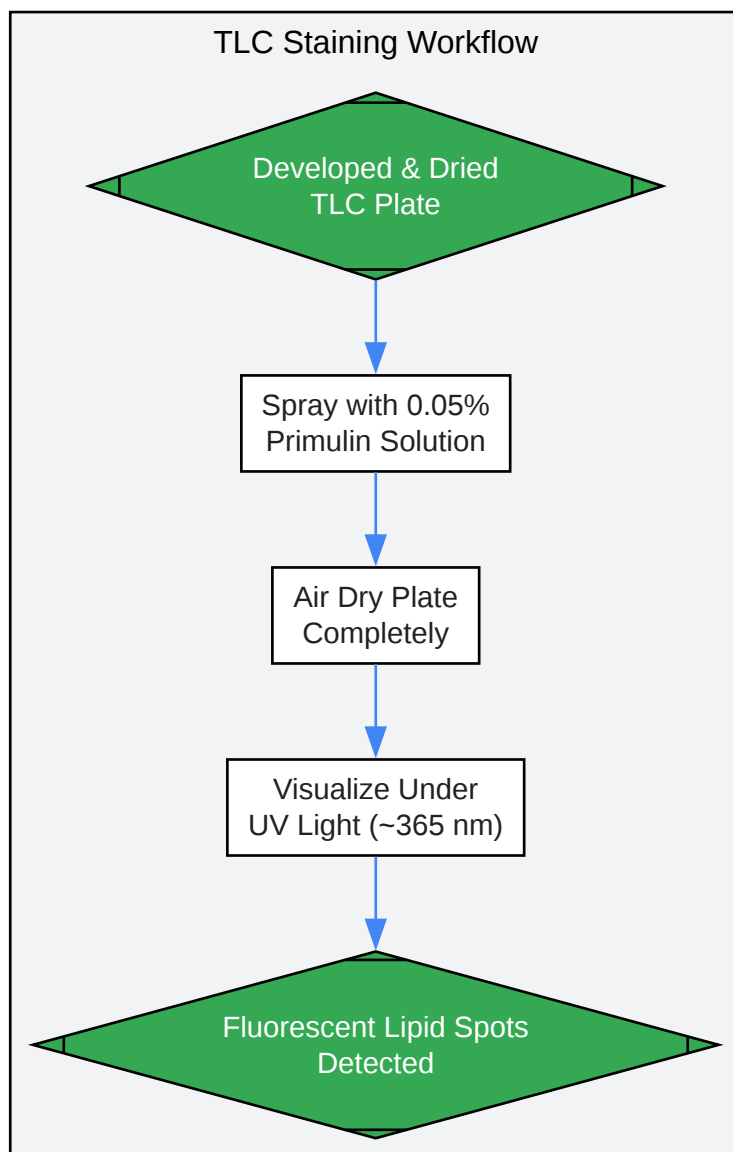 TLC Staining Workflow
Developed & Dried
TLC Plate
Spray with 0.05%
Primulin Solution
Air Dry Plate
Completely
Visualize Under
UV Light (~365 nm)
Fluorescent Lipid Spots
Detected